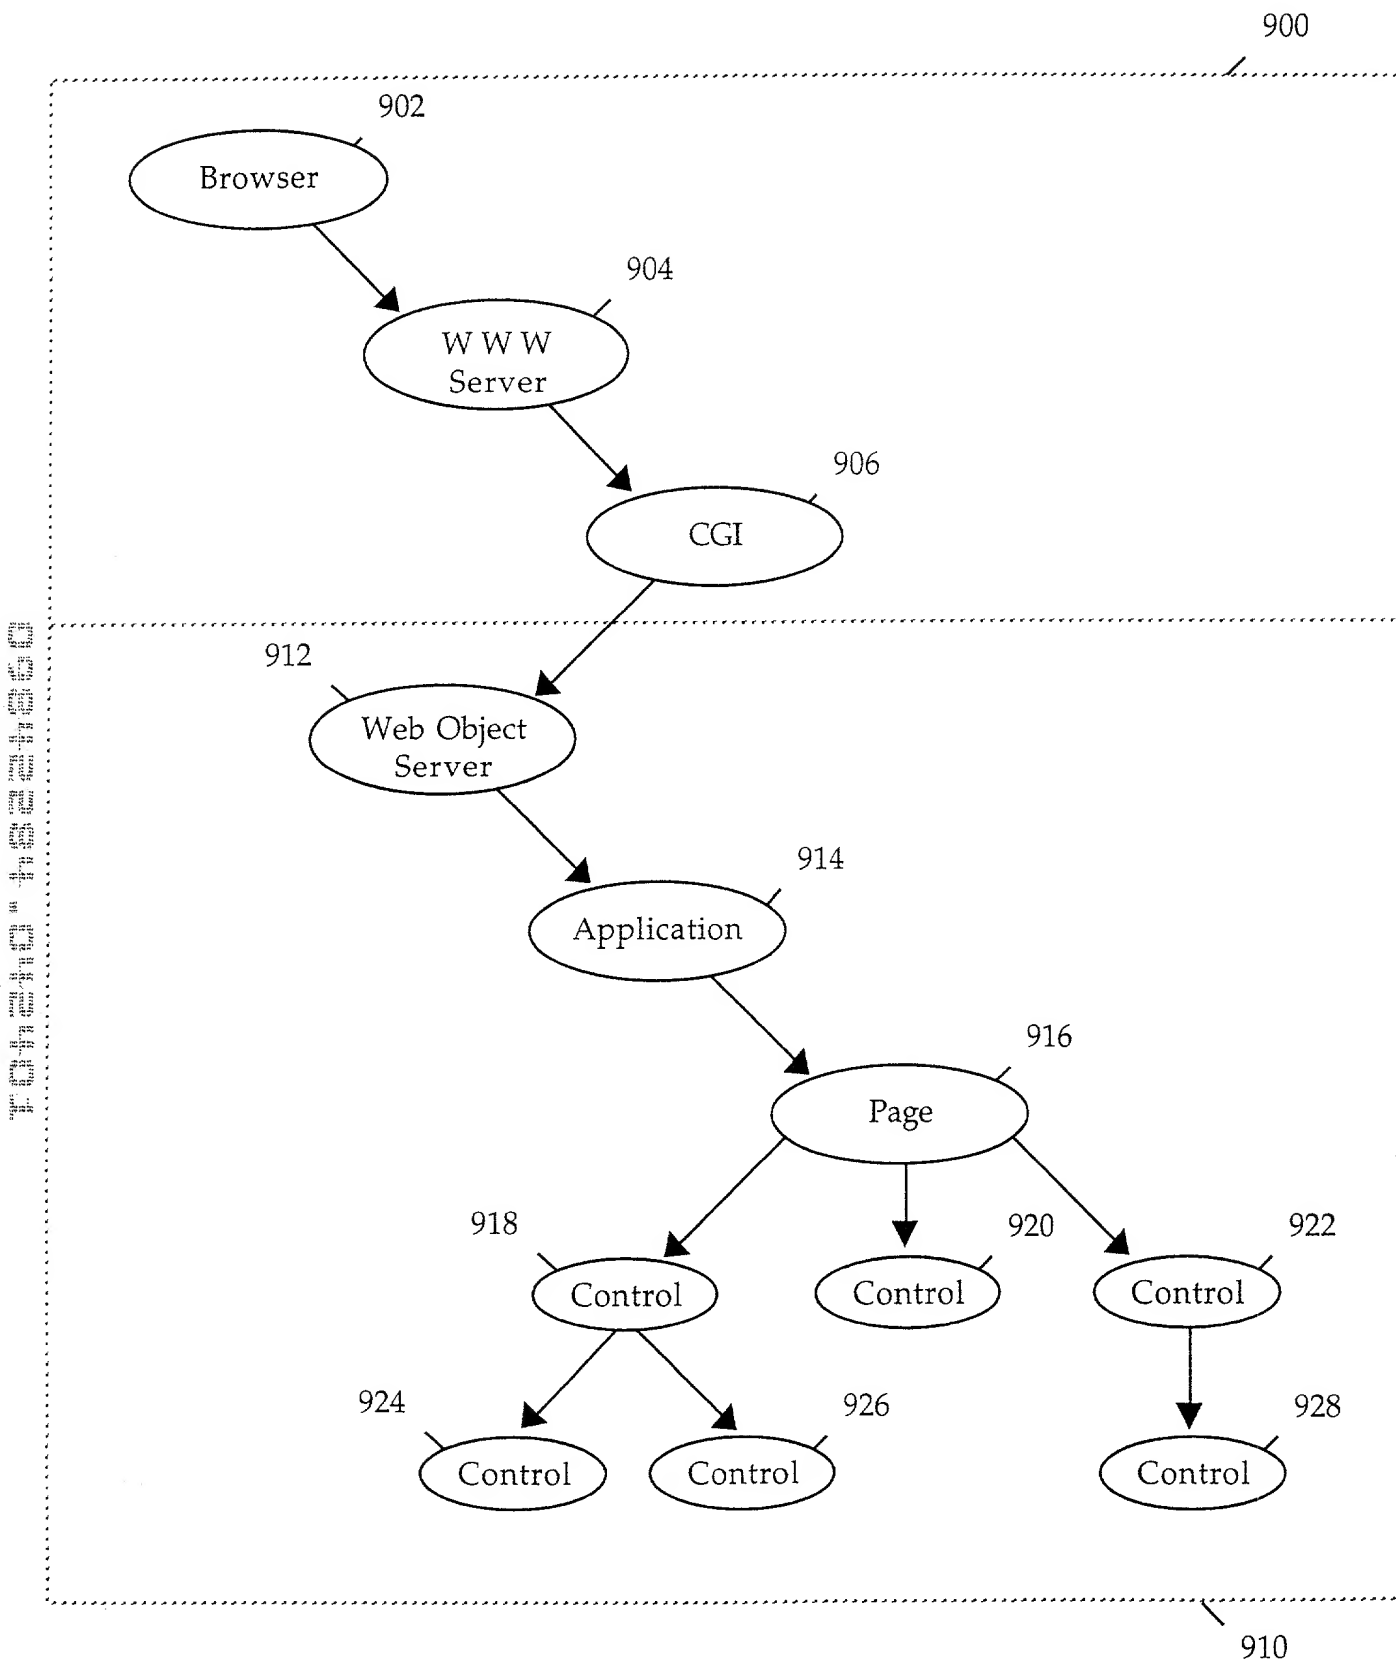 900
902
Browser
904
W W W
Server
906
CGI
912
Web Object
Server
914
Application
916
Page
918
Control
920
Control
922
Control
924
Control
926
Control
928
Control
910